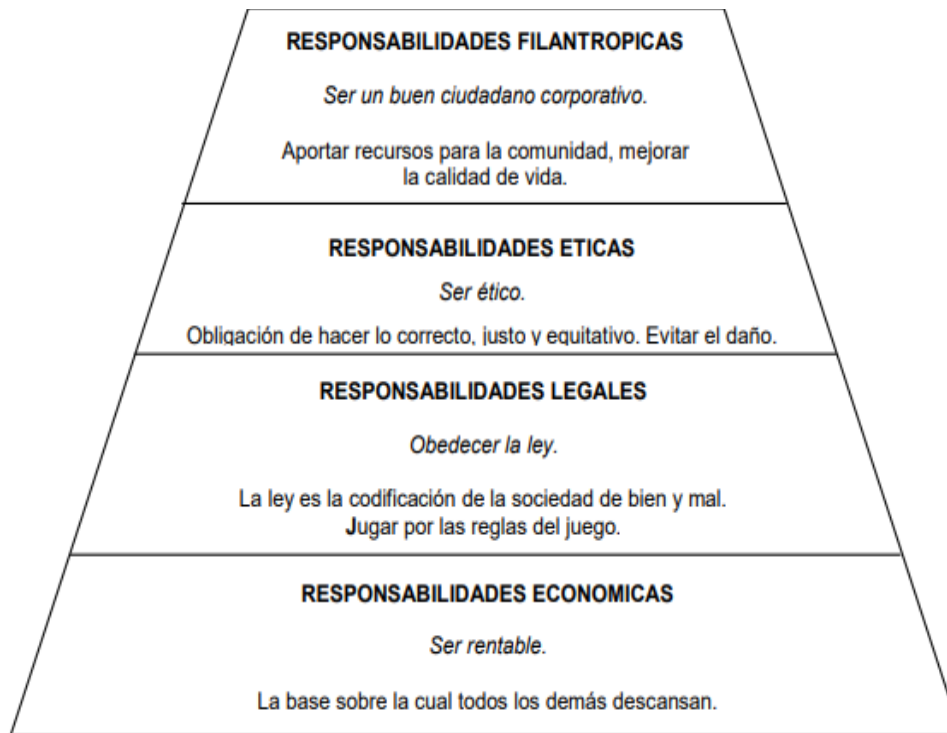 RESPONSABILIDADES FILANTROPICAS
Ser un buen ciudadano corporativo.
Aportar recursos para la comunidad, mejorar
la calidad de vida.
RESPONSABILIDADES ETICAS
Ser ético.
Obligación de hacer lo correcto, justo y equitativo. Evitar el daño.
RESPONSABILIDADES LEGALES
Obedecer la ley.
La ley es la codificación de la sociedad de bien y mal.
Jugar por las reglas del juego.
RESPONSABILIDADES ECONOMICAS
Ser rentable.
La base sobre la cual todos los demás descansan.